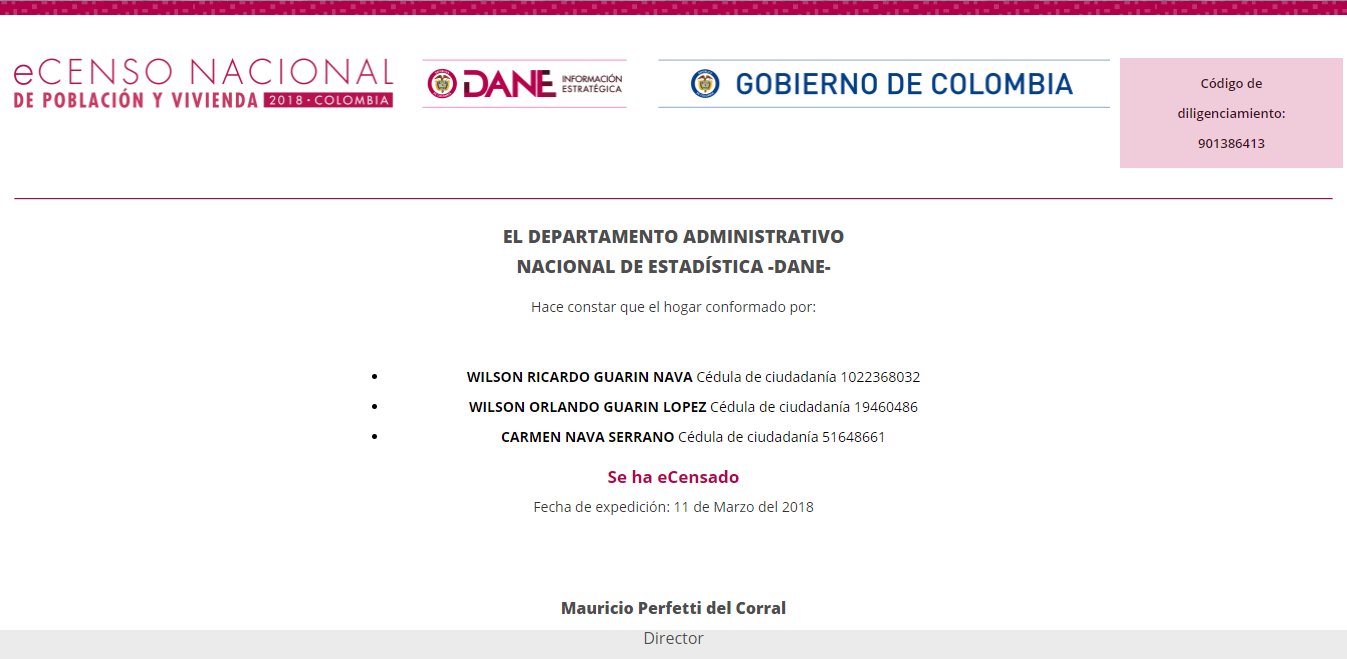 eCENSO NACIONAL
DE POBLACIÓN Y VIVIENDA 2018 · COLOMBIA
DANE INFORMACIÓN ESTRATÉGICA
GOBIERNO DE COLOMBIA
Código de
diligenciamiento:
901386413
EL DEPARTAMENTO ADMINISTRATIVO
NACIONAL DE ESTADÍSTICA -DANE-
Hace constar que el hogar conformado por:
• WILSON RICARDO GUARIN NAVA Cédula de ciudadanía 1022368032
• WILSON ORLANDO GUARIN LOPEZ Cédula de ciudadanía 19460486
• CARMEN NAVA SERRANO Cédula de ciudadanía 51648661
Se ha eCensado
Fecha de expedición: 11 de Marzo del 2018
Mauricio Perfetti del Corral
Director